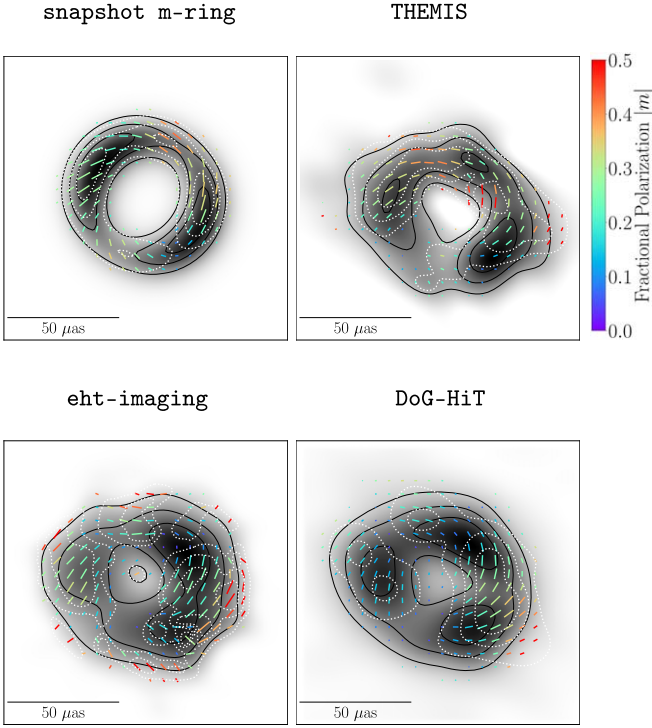 snapshot m-ring
THEMIS
50 μas
50 μas
0.5
0.4
0.3
0.2
0.1
0.0
Fractional Polarization |m|
eht-imaging
DoG-HiT
50 μas
50 μas